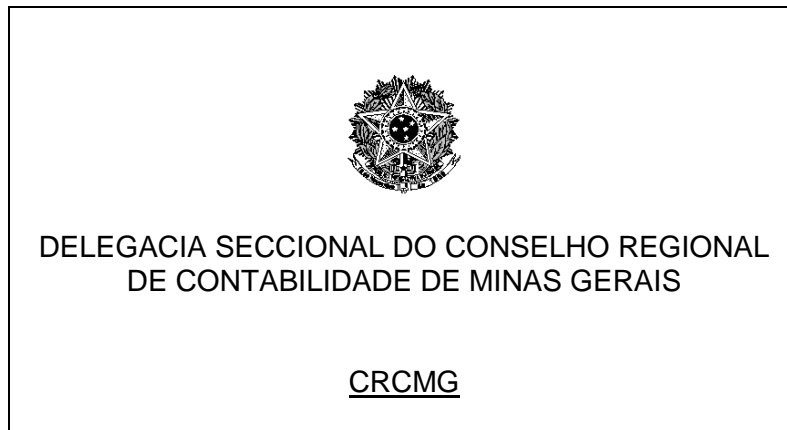 DELEGACIA SECCIONAL DO CONSELHO REGIONAL
DE CONTABILIDADE DE MINAS GERAIS
CRCMG